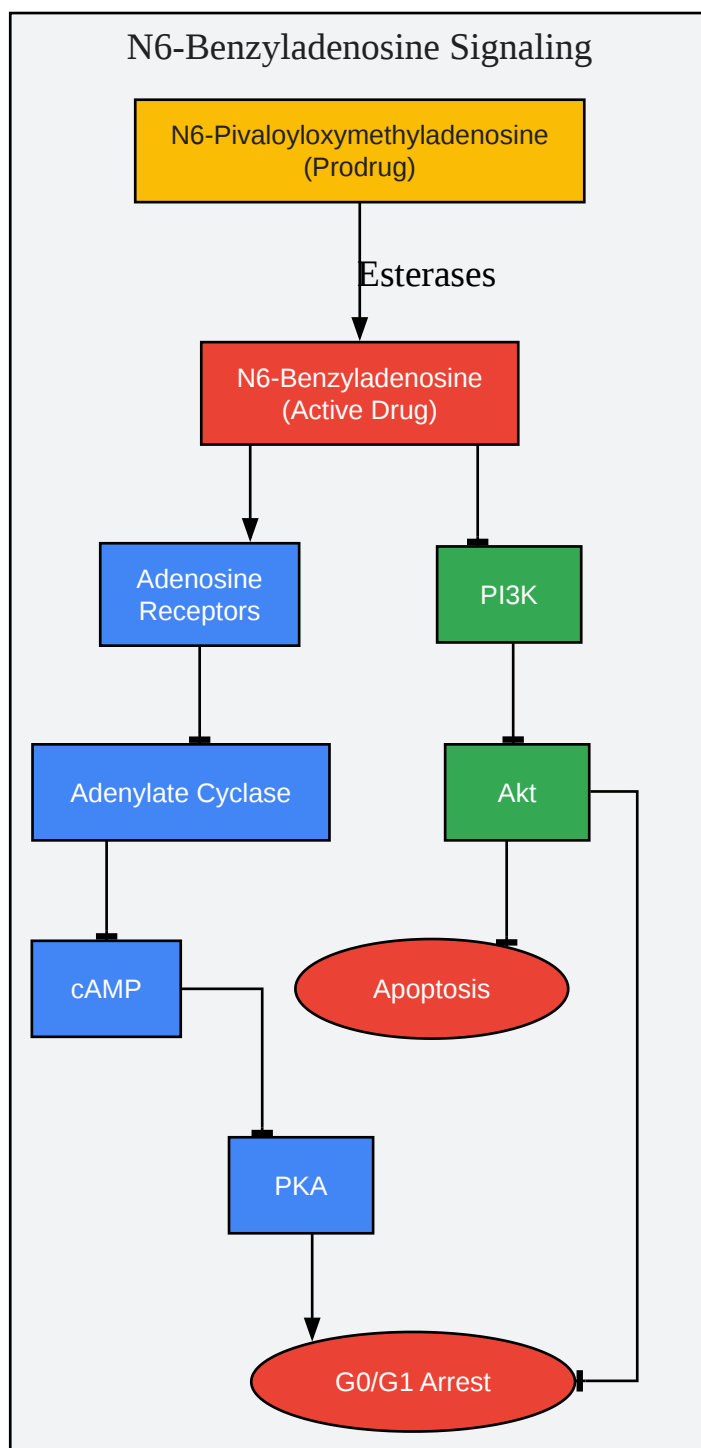 N6-Benzyladenosine Signaling
N6-Pivaloyloxymethyladenosine
(Prodrug)
Esterases
N6-Benzyladenosine
(Active Drug)
Adenosine
Receptors
PI3K
Adenylate Cyclase
Akt
cAMP
Apoptosis
PKA
G0/G1 Arrest